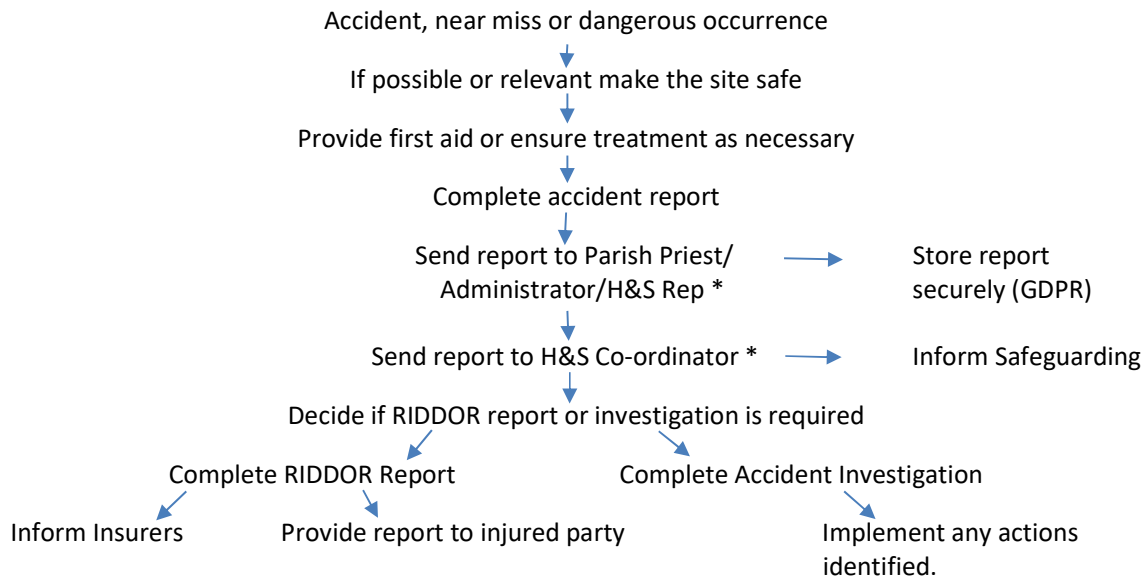 Accident, near miss or dangerous occurrence
If possible or relevant make the site safe
Provide first aid or ensure treatment as necessary
Complete accident report
Send report to Parish Priest/
Administrator/H&S Rep *
Store report
securely (GDPR)
Send report to H&S Co-ordinator *
Inform Safeguarding
Decide if RIDDOR report or investigation is required
Complete RIDDOR Report
Complete Accident Investigation
Inform Insurers
Provide report to injured party
Implement any actions
identified.